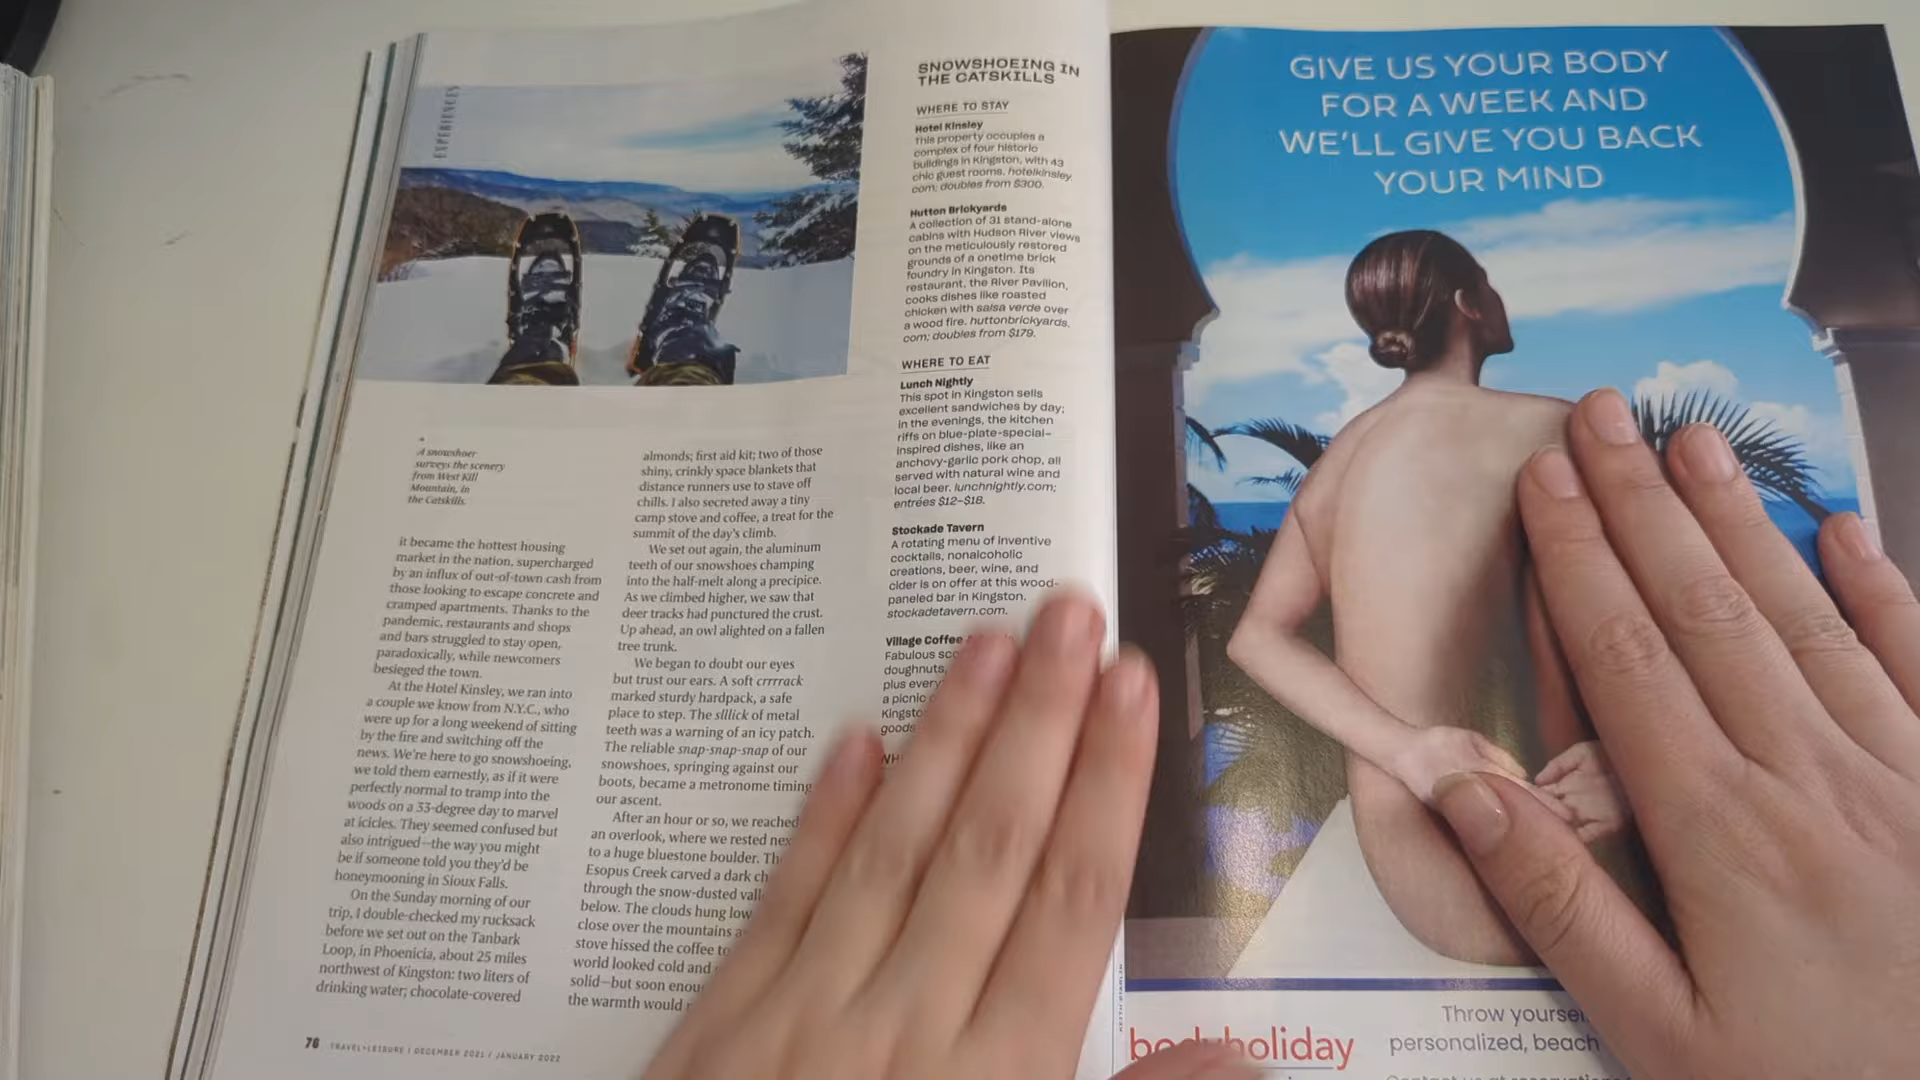 EXPERIENCES
A snowshoer
surveys the scenery
from West Kill
Mountain, in
the Catskills.
it became the hottest housing
market in the nation, supercharged
by an influx of out-of-town cash from
those looking to escape concrete and
cramped apartments. Thanks to the
pandemic, restaurants and shops
and bars struggled to stay open,
paradoxically, while newcomers
besieged the town.
At the Hotel Kinsley, we ran into
a couple we know from N.Y.C., who
were up for a long weekend of sitting
by the fire and switching off the
news. We're here to go snowshoeing,
we told them earnestly, as if it were
perfectly normal to tramp into the
woods on a 33-degree day to marvel
at icicles. They seemed confused but
also intrigued—the way you might
be if someone told you they'd be
honeymooning in Sioux Falls.
On the Sunday morning of our
trip, I double-checked my rucksack
before we set out on the Tanbark
Loop, in Phoenicia, about 25 miles
northwest of Kingston: two liters of
drinking water; chocolate-covered
almonds; first aid kit; two of those
shiny, crinkly space blankets that
distance runners use to stave off
chills. I also secreted away a tiny
camp stove and coffee, a treat for the
summit of the day's climb.
We set out again, the aluminum
teeth of our snowshoes champing
into the half-melt along a precipice.
As we climbed higher, we saw that
deer tracks had punctured the crust.
Up ahead, an owl alighted on a fallen
tree trunk.
We began to doubt our eyes
but trust our ears. A soft crrrrack
marked sturdy hardpack, a safe
place to step. The slllick of metal
teeth was a warning of an icy patch.
The reliable snap-snap-snap of our
snowshoes, springing against our
boots, became a metronome timing
our ascent.
After an hour or so, we reached
an overlook, where we rested nex
to a huge bluestone boulder. Th
Esopus Creek carved a dark ch
through the snow-dusted vall
below. The clouds hung low
close over the mountains a
stove hissed the coffee to
world looked cold and
solid—but soon enou
the warmth would
SNOWSHOEING IN
THE CATSKILLS
WHERE TO STAY
Hotel Kinsley
This property occupies a
complex of four historic
buildings in Kingston, with 43
chic guest rooms. hotelkinsley.
com; doubles from $300.
Hutton Brickyards
A collection of 31 stand-alone
cabins with Hudson River views
on the meticulously restored
grounds of a onetime brick
foundry in Kingston. Its
restaurant, the River Pavilion,
cooks dishes like roasted
chicken with salsa verde over
a wood fire. huttonbrickyards.
com; doubles from $179.
WHERE TO EAT
Lunch Nightly
This spot in Kingston sells
excellent sandwiches by day;
in the evenings, the kitchen
riffs on blue-plate-special–
inspired dishes, like an
anchovy-garlic pork chop, all
served with natural wine and
local beer. lunchnightly.com;
entrées $12–$18.
Stockade Tavern
A rotating menu of inventive
cocktails, nonalcoholic
creations, beer, wine, and
cider is on offer at this wood-
paneled bar in Kingston.
stockadetavern.com.
Village Coffee
Fabulous sco
doughnuts,
plus every
a picnic
Kingsto
goods
WH
76 TRAVEL+LEISURE | DECEMBER 2021 / JANUARY 2022
GIVE US YOUR BODY
FOR A WEEK AND
WE'LL GIVE YOU BACK
YOUR MIND
bodyholiday
Throw yoursel
personalized, beach